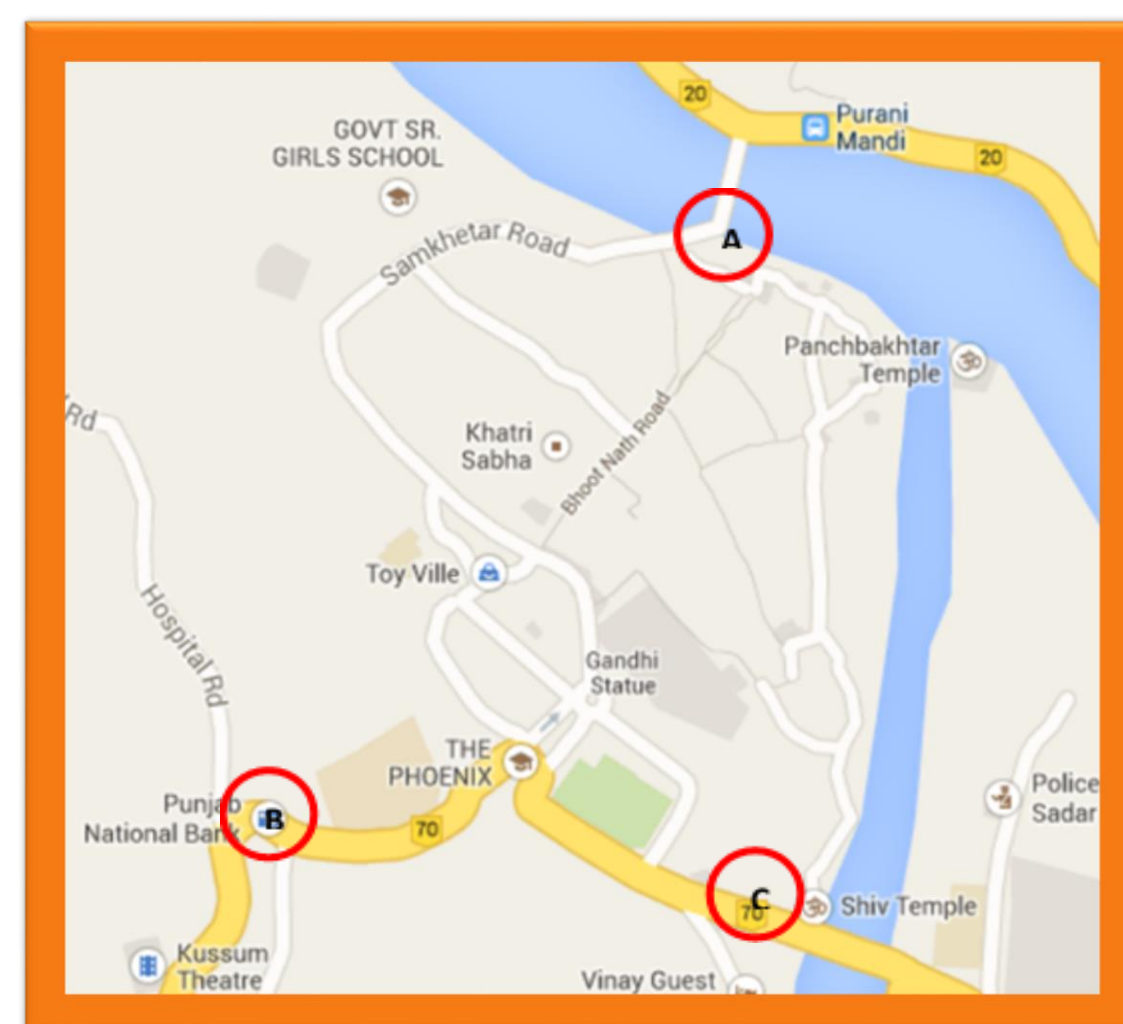 20
Purani
Mandi
20
GOVT SR.
GIRLS SCHOOL
Samkhetar Road
A
Panchbakhtar
Temple
Rd
Khatri
Sabha
Bhoot Nath Road
Toy Ville
Hospital Rd
Gandhi
Statue
THE
PHOENIX
Punjab
National Bank
B
70
Police
Sadar
C
70
Shiv Temple
Kussum
Theatre
Vinay Guest